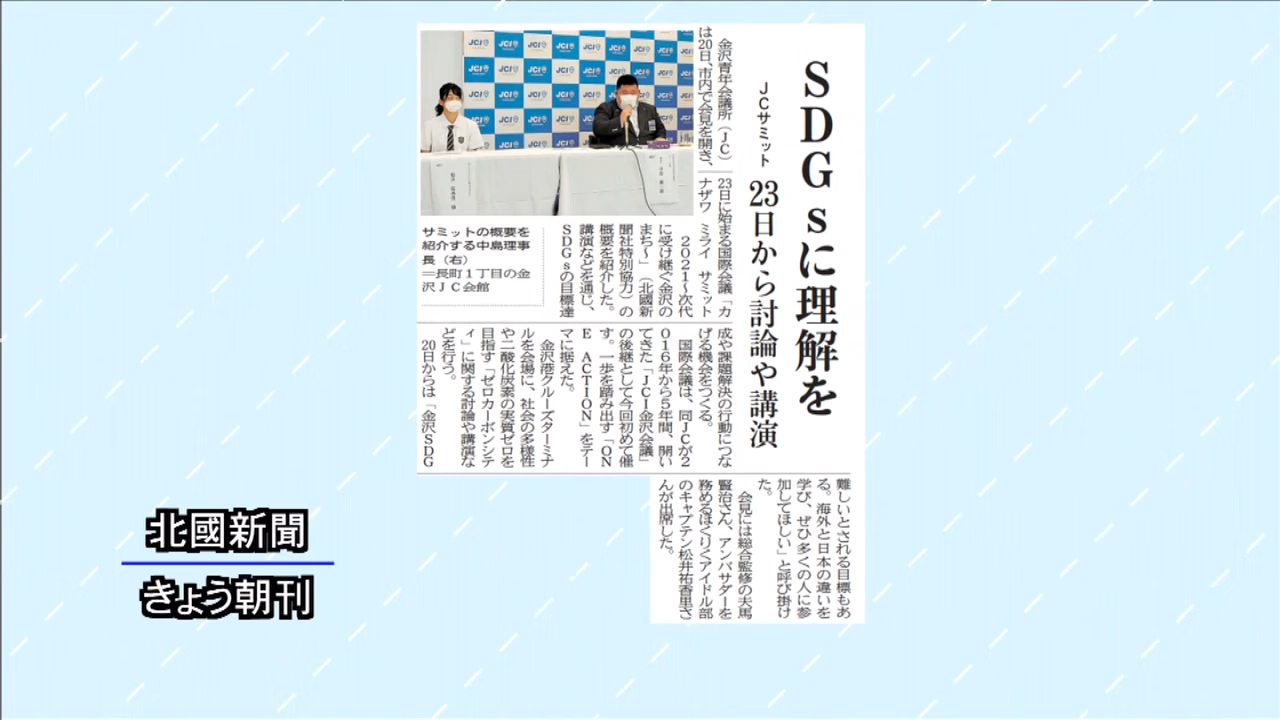 SDGsに理解を
JCサミット
23日から討論や講演
金沢青年会議所（JC）
は20日、市内で会見を開き、
23日に始まる国際会議「カ
ナザワ　ミライ　サミット
2021～次代
に受け継ぐ金沢の
まち～」（北國新
聞社特別協力）の
概要を紹介した。
講演などを通じ、
SDGsの目標達
成や課題解決の行動につな
げる機会をつくる。
国際会議は、同JCが2
016年から5年間、開い
てきた「JCI金沢会議」
の後継として今回初めて催
す。一歩を踏み出す「ON
E ACTION」をテー
マに据えた。
金沢港クルーズターミナ
ルを会場に、社会の多様性
や二酸化炭素の実質ゼロを
目指す「ゼロカーボンシテ
ィ」に関する討論や講演な
どを行う。
20日からは「金沢SDG
難しいとされる目標もあ
る。海外と日本の違いを
学び、ぜひ多くの人に参
加してほしい」と呼び掛け
た。
会見には総合監修の夫馬
賢治さん、アンバサダーを
務めるほくりくアイドル部
のキャプテン松井祐香里さ
んが出席した。
サミットの概要を
紹介する中島理事
長（右）
＝長町1丁目の金
沢JC会館
JCI
北國新聞
きょう朝刊